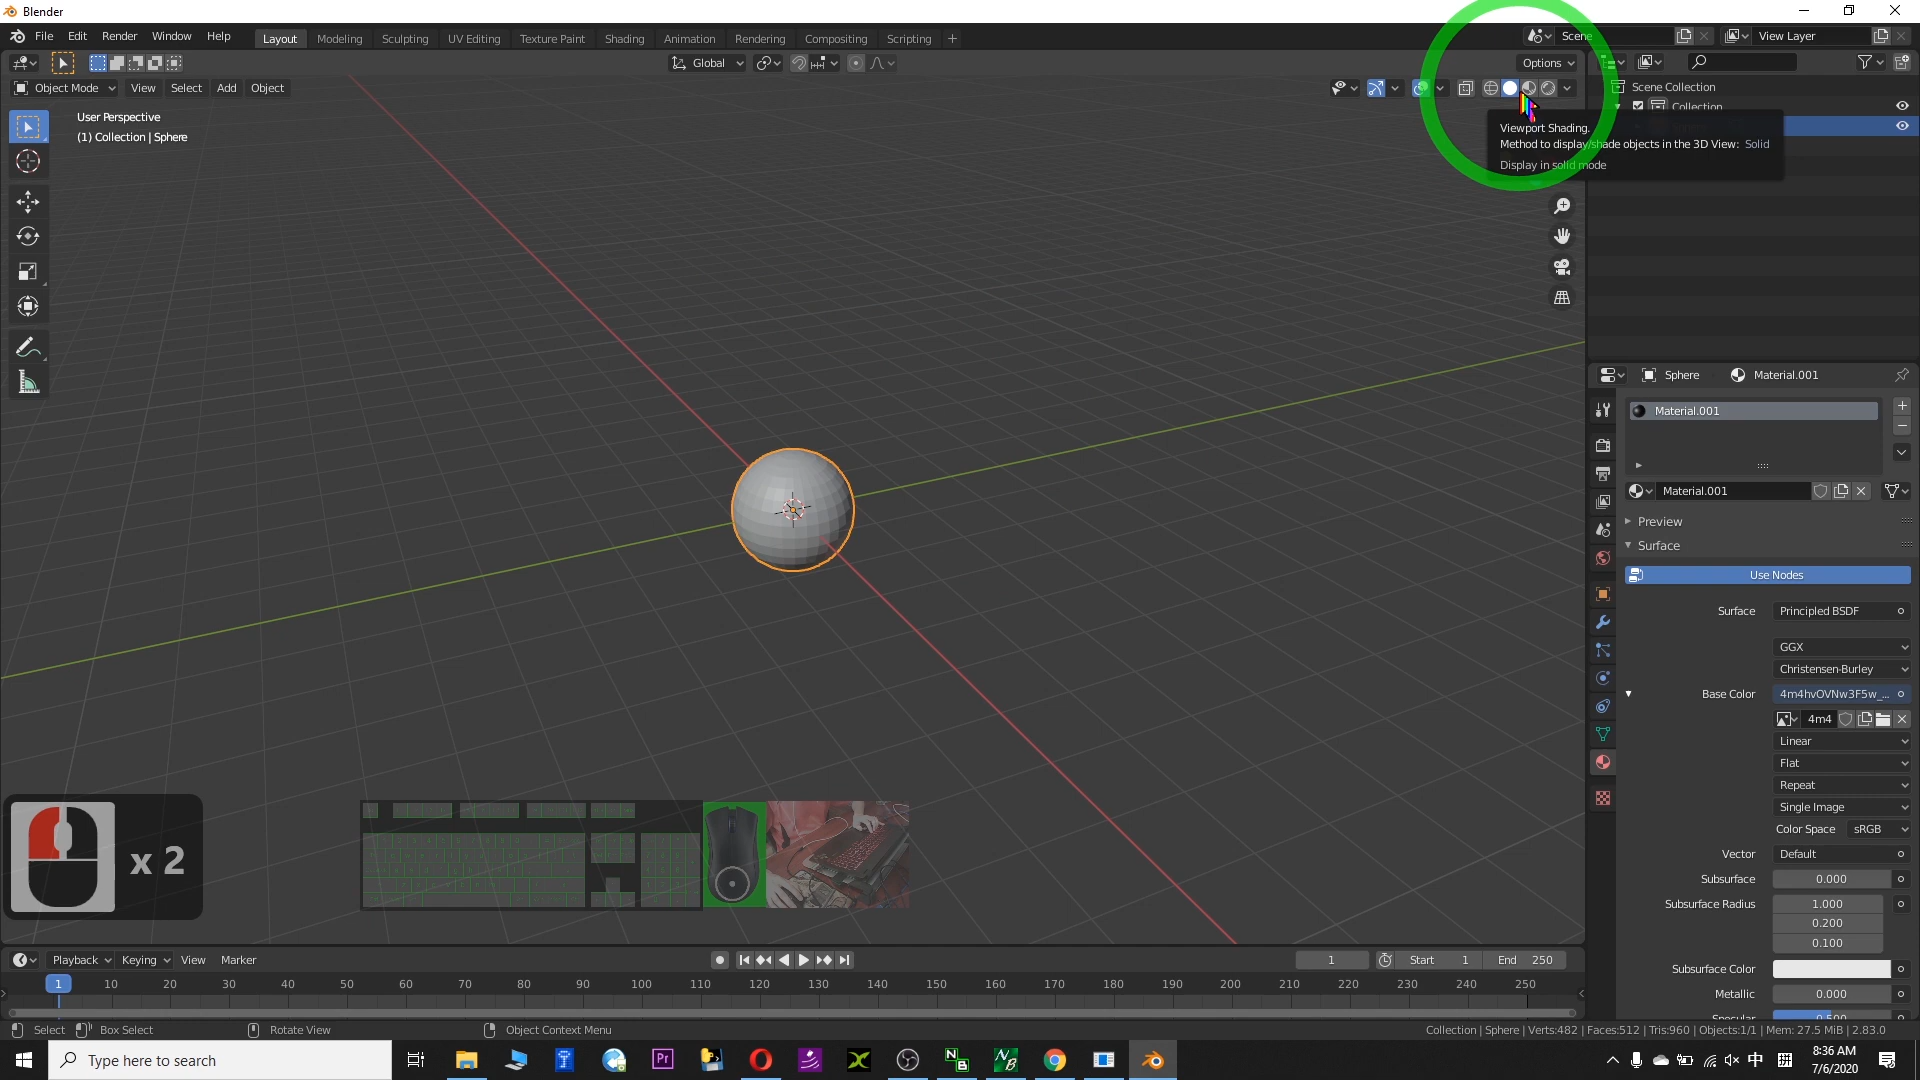 Blender
File Edit Render Window Help
Layout Modeling Sculpting UV Editing Texture Paint Shading Animation Rendering Compositing Scripting +
Scene
View Layer
Global
Options
Object Mode View Select Add Object
Scene Collection
Collection
User Perspective
(1) Collection | Sphere
Viewport Shading.
Method to display/shade objects in the 3D View: Solid
Display in solid mode
Sphere Material.001
Material.001
Material.001
Preview
Surface
Use Nodes
Surface Principled BSDF
GGX
Christensen-Burley
Base Color 4m4hvOVNw3F5w_...
4m4
Linear
Flat
Repeat
Single Image
Color Space sRGB
Vector Default
Subsurface 0.000
Subsurface Radius 1.000
0.200
0.100
Subsurface Color
Metallic 0.000
Specular 0.500
x 2
Playback Keying View Marker
1 Start 1 End 250
1 10 20 30 40 50 60 70 80 90 100 110 120 130 140 150 160 170 180 190 200 210 220 230 240 250
Select Box Select Rotate View Object Context Menu
Collection | Sphere | Verts:482 | Faces:512 | Tris:960 | Objects:1/1 | Mem: 27.5 MiB | 2.83.0
Type here to search
Pr
N B
N B
中 拼
8:36 AM
7/6/2020